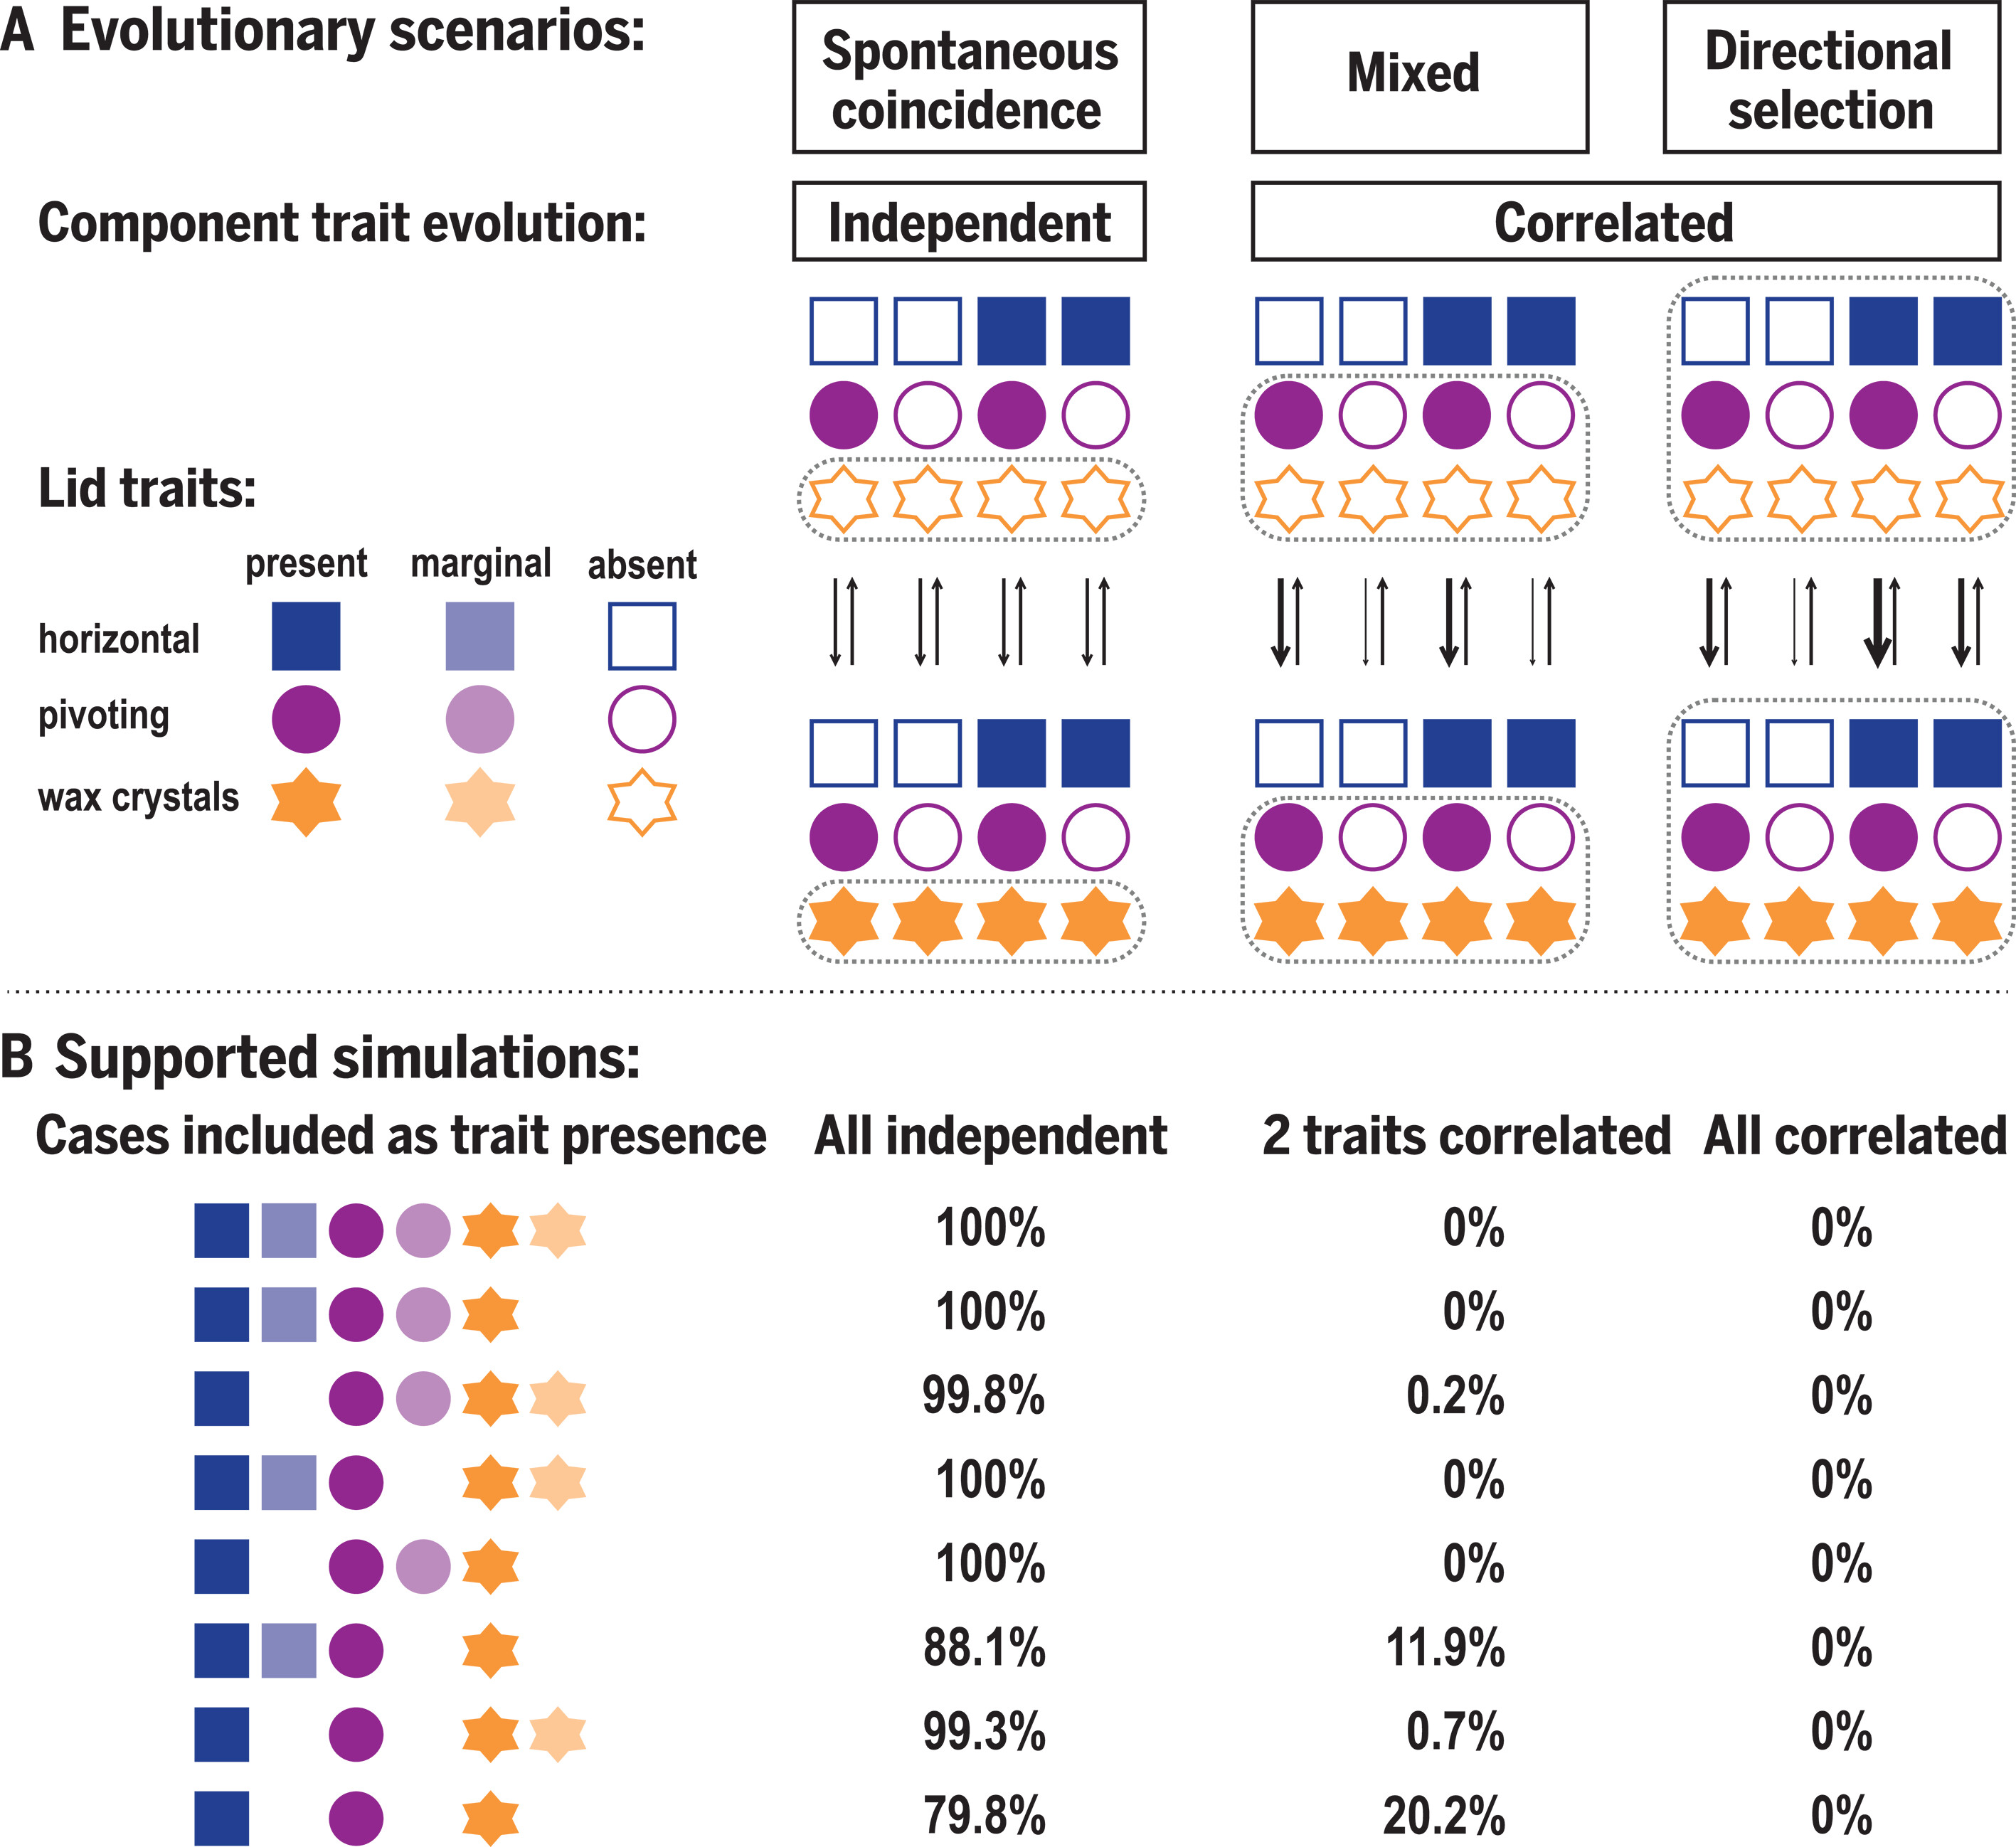 A Evolutionary scenarios:
Spontaneous
coincidence
Mixed
Directional
selection
Component trait evolution:
Independent
Correlated
Lid traits:
present marginal absent
horizontal
pivoting
wax crystals
B Supported simulations:
Cases included as trait presence All independent 2 traits correlated All correlated
100% 0% 0%
100% 0% 0%
99.8% 0.2% 0%
100% 0% 0%
100% 0% 0%
88.1% 11.9% 0%
99.3% 0.7% 0%
79.8% 20.2% 0%